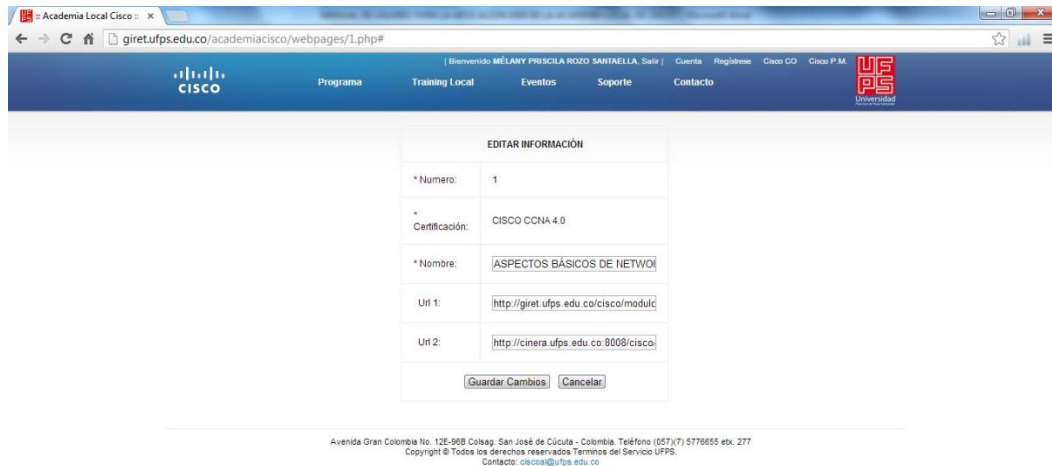 :: Academia Local Cisco ::
giret.ufps.edu.co/academiacisco/webpages/1.php#
[ Bienvenido MÉLANY PRISCILA ROZO SANTAELLA, Salir ] Cuenta Regístrese Cisco CO Cisco P.M.
CISCO
Programa Training Local Eventos Soporte Contacto
UFPS
Universidad
EDITAR INFORMACIÓN
* Numero: 1
* Certificación: CISCO CCNA 4.0
* Nombre: ASPECTOS BÁSICOS DE NETWOR
Url 1: http://giret.ufps.edu.co/cisco/modulo
Url 2: http://cinera.ufps.edu.co:8008/cisco
Guardar Cambios Cancelar
Avenida Gran Colombia No. 12E-96B Colsag. San José de Cúcuta - Colombia. Teléfono (057)(7) 5776655 etx. 277
Copyright © Todos los derechos reservados Terminos del Servicio UFPS.
Contacto: ciscoal@ufps.edu.co